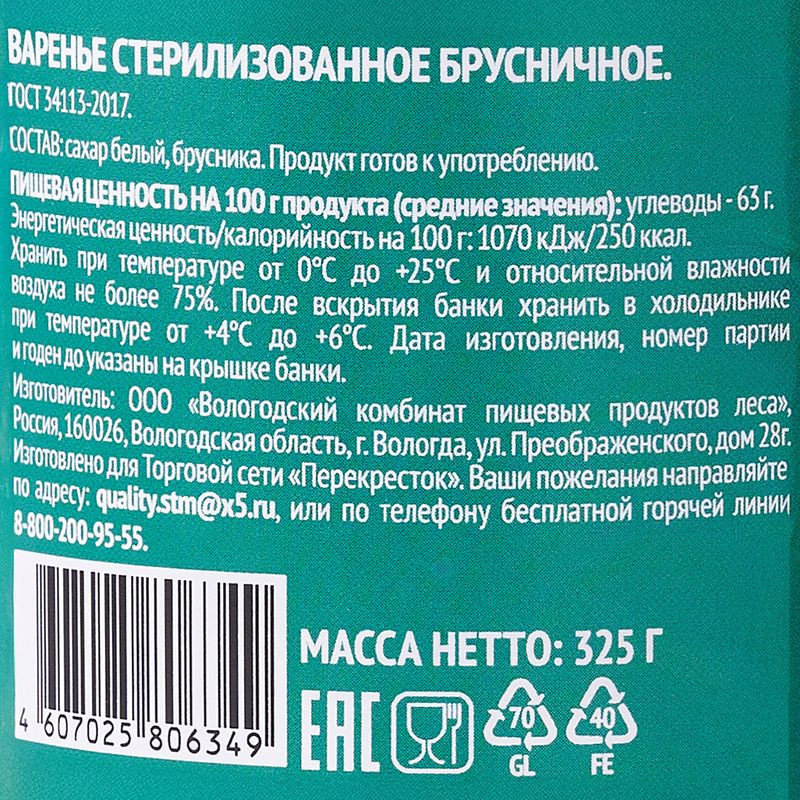 ВАРЕНЬЕ СТЕРИЛИЗОВАННОЕ БРУСНИЧНОЕ.
ГОСТ 34113-2017.
СОСТАВ: сахар белый, брусника. Продукт готов к употреблению.
ПИЩЕВАЯ ЦЕННОСТЬ НА 100 г продукта (средние значения): углеводы - 63 г.
Энергетическая ценность/калорийность на 100 г: 1070 кДж/250 ккал.
Хранить при температуре от 0°С до +25°С и относительной влажности
воздуха не более 75%. После вскрытия банки хранить в холодильнике
при температуре от +4°С до +6°С. Дата изготовления, номер партии
и годен до указаны на крышке банки.
Изготовитель: ООО «Вологодский комбинат пищевых продуктов леса»,
Россия, 160026, Вологодская область, г. Вологда, ул. Преображенского, дом 28г.
Изготовлено для Торговой сети «Перекресток». Ваши пожелания направляйте
по адресу: quality.stm@x5.ru, или по телефону бесплатной горячей линии
8-800-200-95-55.
МАССА НЕТТО: 325 Г
4 607025 806349
ЕАС
70
GL
40
FE